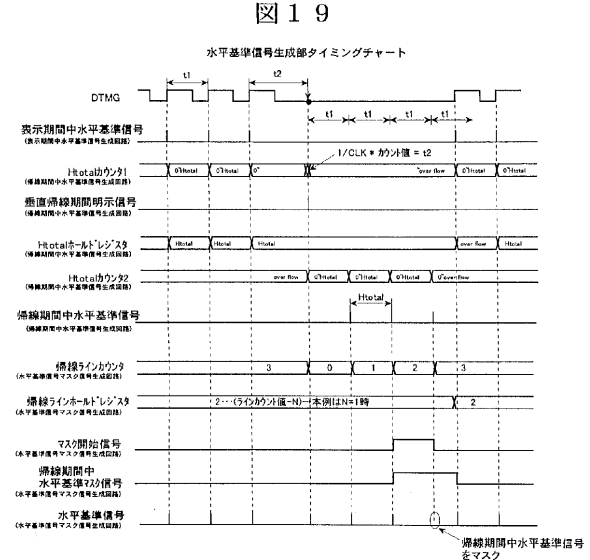 図19
水平基準信号生成部タイミングチャート
t1
t2
DTMG
t1
t1
t1
t1
表示期間中水平基準信号
(表示期間中水平基準信号生成回路)
1/CLK * カウント値 = t2
Htotalカウンタ1
(帰線期間中水平基準信号生成回路)
0~Htotal
0~Htotal
0~
~over flow
0~Htotal
0~Htotal
垂直帰線期間明示信号
(帰線期間中水平基準信号生成回路)
Htotalホールドレジスタ
(帰線期間中水平基準信号生成回路)
Htotal
Htotal
Htotal
over flow
Htotal
Htotalカウンタ2
(帰線期間中水平基準信号生成回路)
over flow
0~Htotal
0~Htotal
0~Htotal
0~overflow
Htotal
帰線期間中水平基準信号
(帰線期間中水平基準信号生成回路)
帰線ラインカウンタ
(水平基準信号マスク信号生成回路)
3
0
1
2
3
帰線ラインホールドレジスタ
(水平基準信号マスク信号生成回路)
2・・・(ラインカウント値-N)→本例はN=1時
2
マスク開始信号
(水平基準信号マスク信号生成回路)
帰線期間中
水平基準マスク信号
(水平基準信号マスク信号生成回路)
水平基準信号
(水平基準信号マスク信号生成回路)
帰線期間中水平基準信号
をマスク